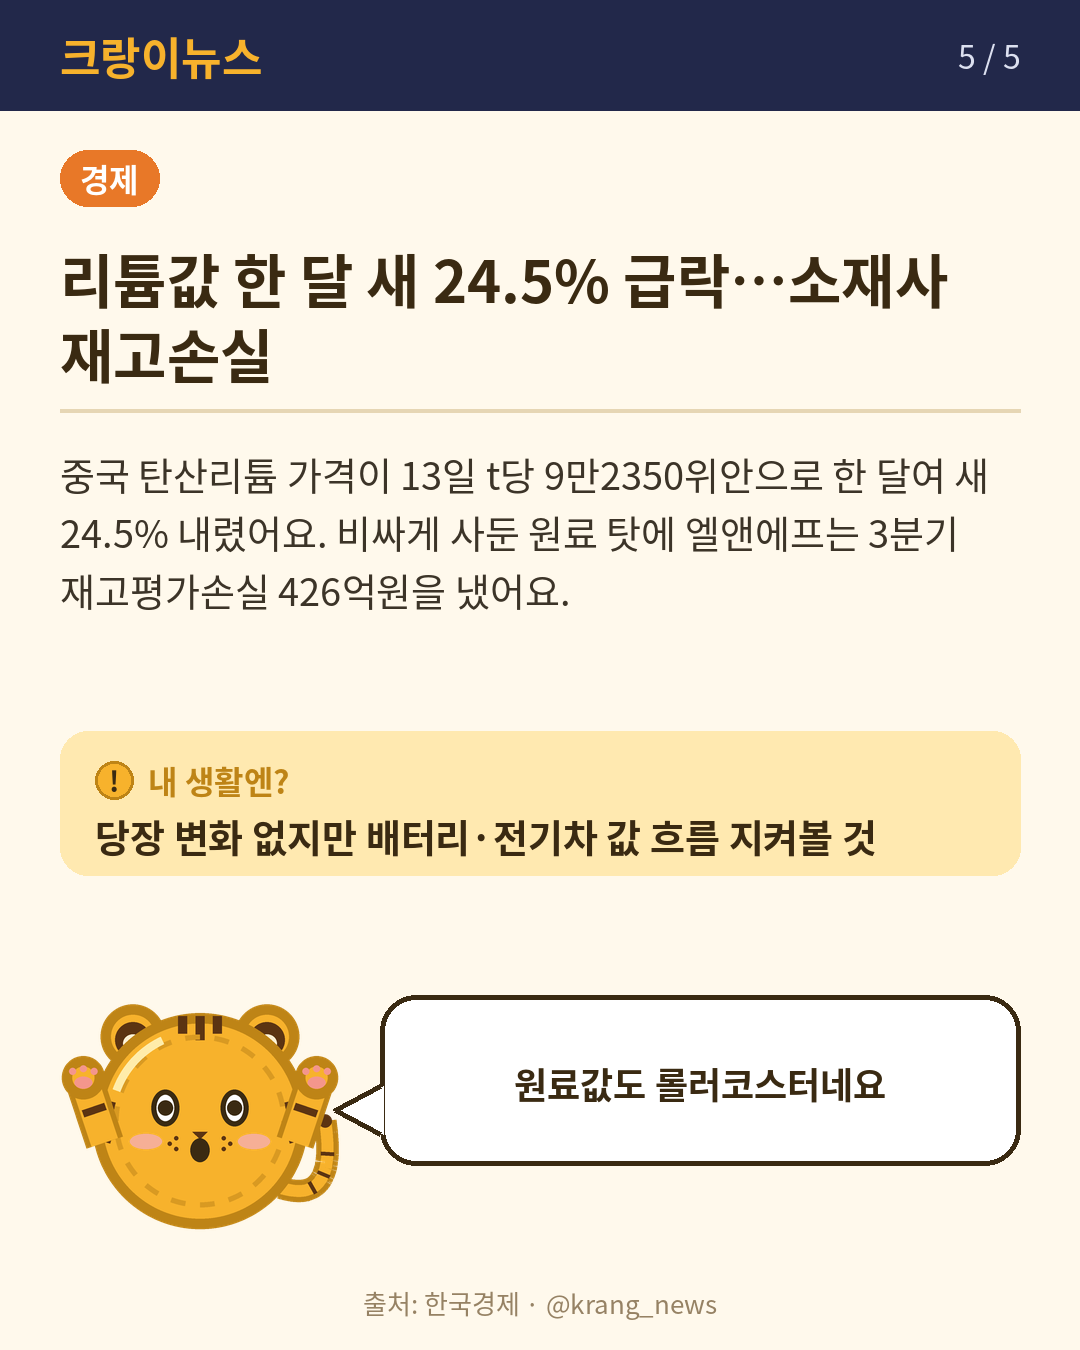 크랑이뉴스
5 / 5
경제
리튬값 한 달 새 24.5% 급락…소재사
재고손실
중국 탄산리튬 가격이 13일 t당 9만2350위안으로 한 달여 새
24.5% 내렸어요. 비싸게 사둔 원료 탓에 엘앤에프는 3분기
재고평가손실 426억원을 냈어요.
! 내 생활엔?
당장 변화 없지만 배터리·전기차 값 흐름 지켜볼 것
원료값도 롤러코스터네요
출처: 한국경제 · @krang_news